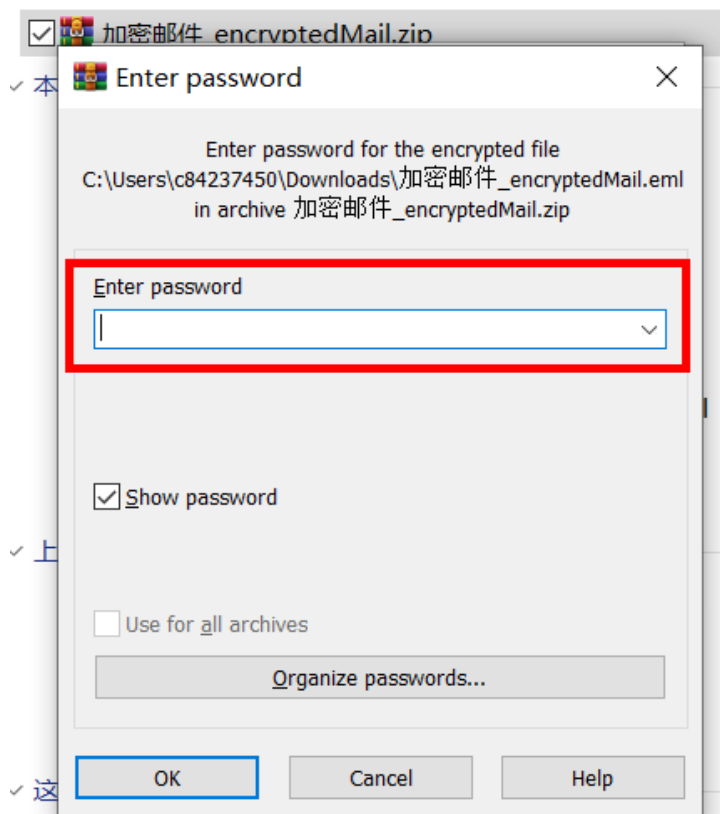 加密邮件_encryptedMail.zip
本
Enter password
Enter password for the encrypted file
C:\Users\c84237450\Downloads\加密邮件_encryptedMail.eml
in archive 加密邮件_encryptedMail.zip
Enter password
Show password
上
Use for all archives
Organize passwords...
这
OK Cancel Help